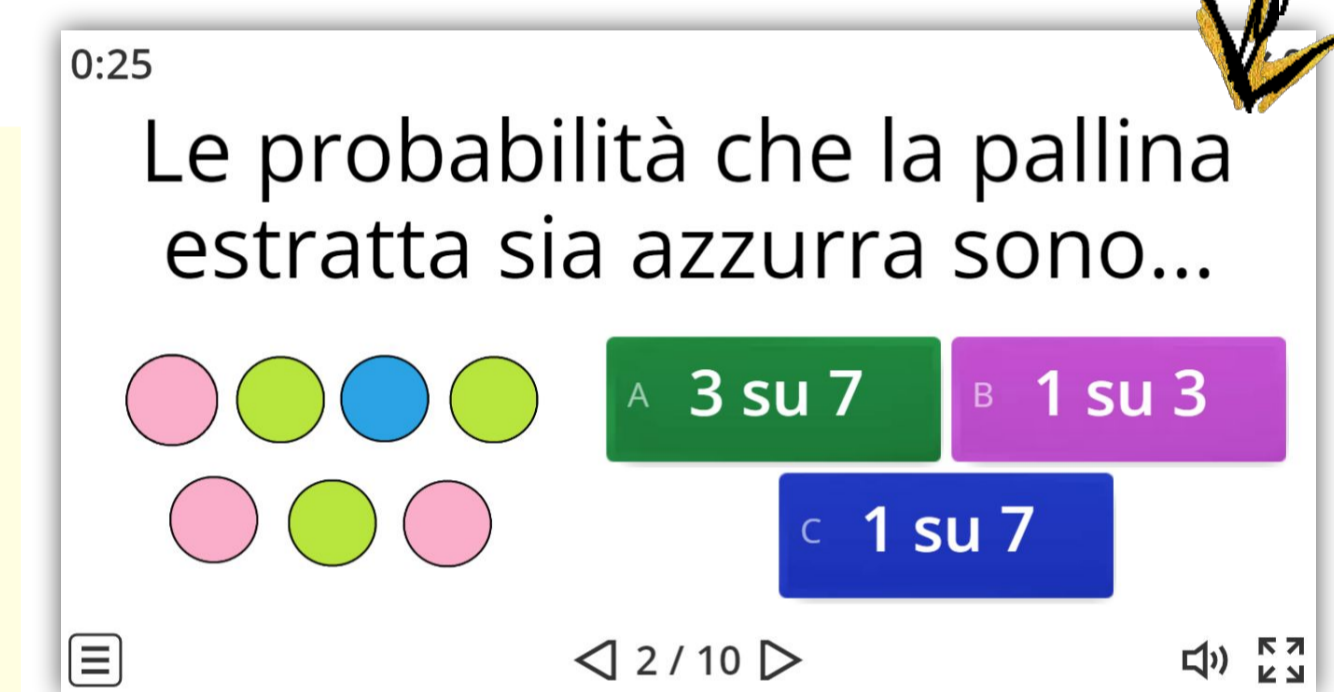 0:25
Le probabilità che la pallina
estratta sia azzurra sono...
A 3 su 7
B 1 su 3
C 1 su 7
2 / 10